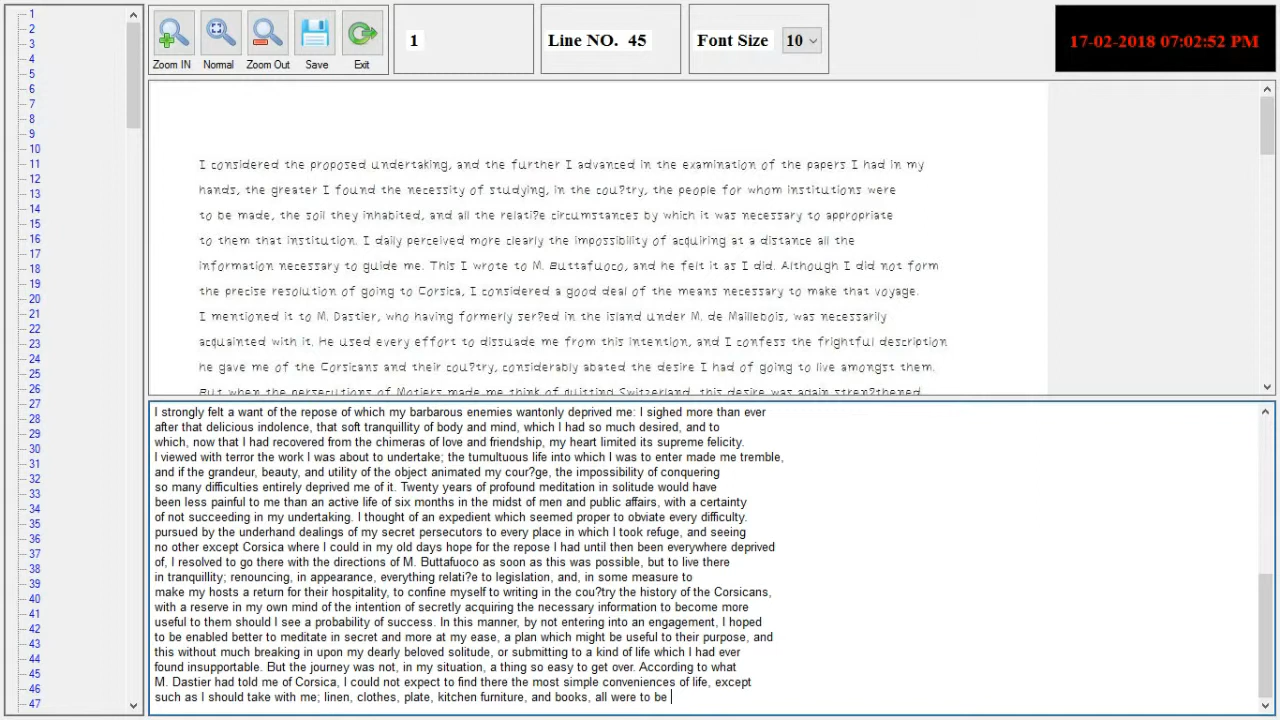 1
2
3
4
5
6
7
8
9
10
11
12
13
14
15
16
17
18
19
20
21
22
23
24
25
26
27
28
29
30
31
32
33
34
35
36
37
38
39
40
41
42
43
44
45
46
47
Zoom IN
Normal
Zoom Out
Save
Exit
1
Line NO. 45
Font Size 10
17-02-2018 07:02:52 PM
I considered the proposed undertaking, and the further I advanced in the examination of the papers I had in my
hands, the greater I found the necessity of studying, in the cou?try, the people for whom institutions were
to be made, the soil they inhabited, and all the relati?e circumstances by which it was necessary to appropriate
to them that institution. I daily perceived more clearly the impossibility of acquiring at a distance all the
information necessary to guide me. This I wrote to M. Buttafuoco, and he felt it as I did. Although I did not form
the precise resolution of going to Corsica, I considered a good deal of the means necessary to make that voyage.
I mentioned it to M. Dastier, who having formerly ser?ed in the island under M. de Maillebois, was necessarily
acquainted with it. He used every effort to dissuade me from this intention, and I confess the frightful description
he gave me of the Corsicans and their cou?try, considerably abated the desire I had of going to live amongst them.
But when the persecutions of Motiers made me think of quitting Switzerland, this desire was again stren?thened
I strongly felt a want of the repose of which my barbarous enemies wantonly deprived me: I sighed more than ever
after that delicious indolence, that soft tranquillity of body and mind, which I had so much desired, and to
which, now that I had recovered from the chimeras of love and friendship, my heart limited its supreme felicity.
I viewed with terror the work I was about to undertake; the tumultuous life into which I was to enter made me tremble,
and if the grandeur, beauty, and utility of the object animated my cour?ge, the impossibility of conquering
so many difficulties entirely deprived me of it. Twenty years of profound meditation in solitude would have
been less painful to me than an active life of six months in the midst of men and public affairs, with a certainty
of not succeeding in my undertaking. I thought of an expedient which seemed proper to obviate every difficulty.
pursued by the underhand dealings of my secret persecutors to every place in which I took refuge, and seeing
no other except Corsica where I could in my old days hope for the repose I had until then been everywhere deprived
of, I resolved to go there with the directions of M. Buttafuoco as soon as this was possible, but to live there
in tranquillity; renouncing, in appearance, everything relati?e to legislation, and, in some measure to
make my hosts a return for their hospitality, to confine myself to writing in the cou?try the history of the Corsicans,
with a reserve in my own mind of the intention of secretly acquiring the necessary information to become more
useful to them should I see a probability of success. In this manner, by not entering into an engagement, I hoped
to be enabled better to meditate in secret and more at my ease, a plan which might be useful to their purpose, and
this without much breaking in upon my dearly beloved solitude, or submitting to a kind of life which I had ever
found insupportable. But the journey was not, in my situation, a thing so easy to get over. According to what
M. Dastier had told me of Corsica, I could not expect to find there the most simple conveniences of life, except
such as I should take with me; linen, clothes, plate, kitchen furniture, and books, all were to be